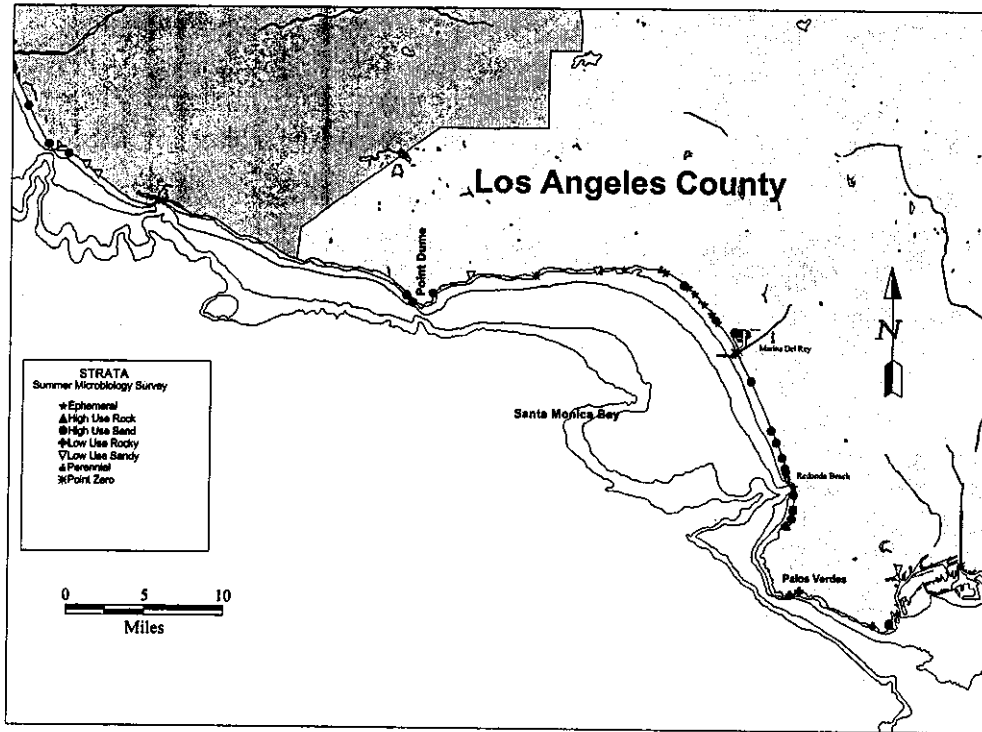 Los Angeles County
Point Dume
Marina Del Rey
N
STRATA
Summer Microbiology Survey
Ephemeral
High Use Rock
High Use Sand
Low Use Rocky
Low Use Sandy
Perennial
Point Zero
Santa Monica Bay
Redondo Beach
Palos Verdes
0 5 10
Miles